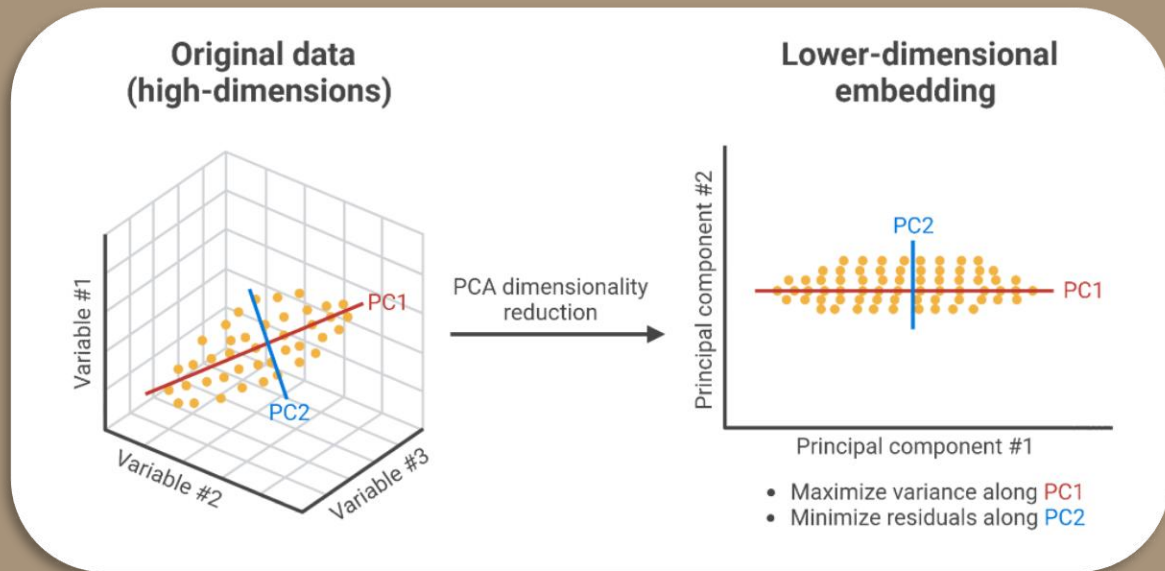 Original data
(high-dimensions)
Variable #1
Variable #2
Variable #3
PC1
PC2
PCA dimensionality
reduction
Lower-dimensional
embedding
Principal component #2
PC2
PC1
Principal component #1
• Maximize variance along PC1
• Minimize residuals along PC2